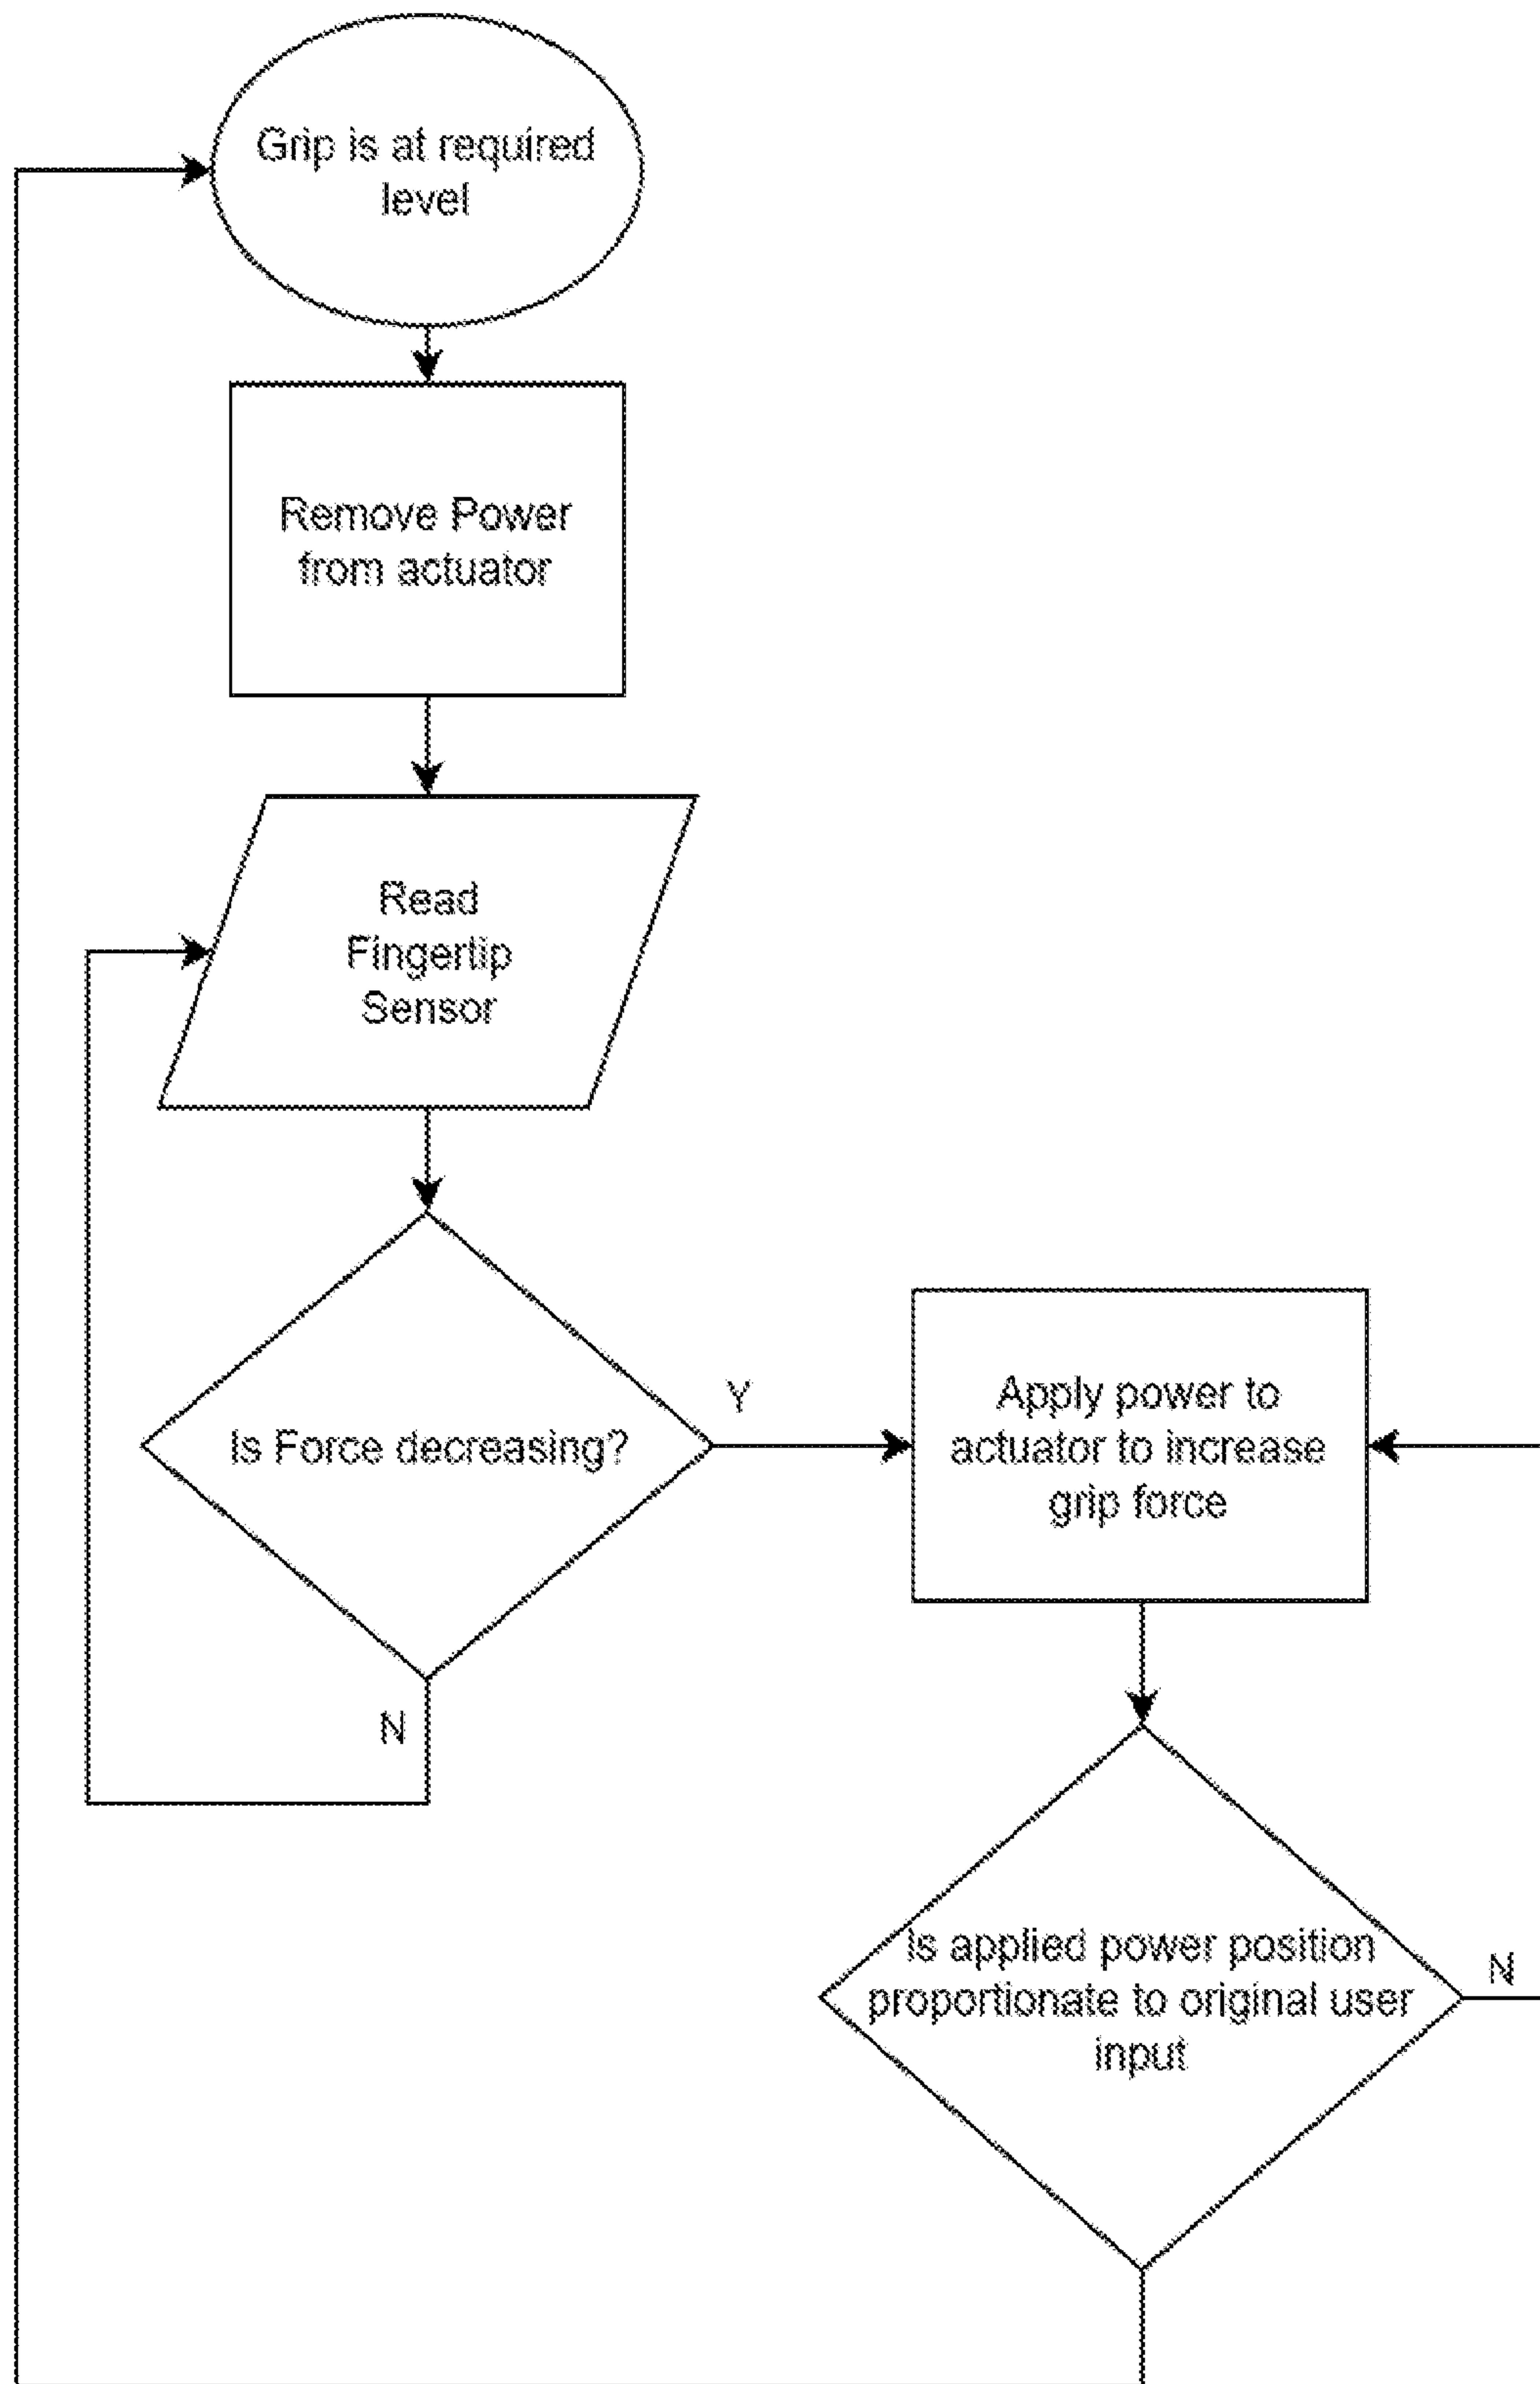 Grip is at required
level
Remove Power
from actuator
Read
Fingertip
Sensor
Is Force decreasing?
Y
N
Apply power to
actuator to increase
grip force
Is applied power position
proportionate to original user
input
N